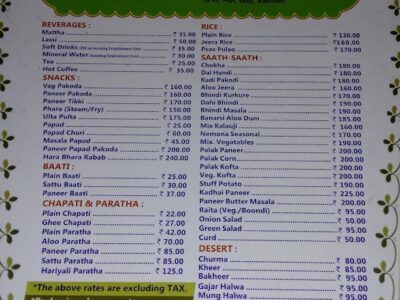 BEVERAGES :
Mattha ₹ 35.00
Lassi ₹ 50.00
Soft Drinks ₹ 35.00
Mineral Water ₹ 30.00
Tea ₹ 25.00
Hot Coffee ₹ 35.00
SNACKS :
Vag Pakoda ₹ 160.00
Paneer Pakoda ₹ 160.00
Paneer Tikki ₹ 170.00
Phara (Steam/Fry) ₹ 150.00
Ulta Pulta ₹ 175.00
Papad ₹ 25.00
Papad Churi ₹ 60.00
Masala Papad ₹ 45.00
Paneer Papad Pakoda ₹ 200.00
Hara Bhara Kabab ₹ 240.00
BAATI :
Plain Baati ₹ 25.00
Sattu Baati ₹ 30.00
Paneer Baati ₹ 37.00
CHAPATI & PARATHA :
Plain Chapati ₹ 22.00
Ghee Chapati ₹ 27.00
Plain Paratha ₹ 42.00
Aloo Paratha ₹ 70.00
Paneer Paratha ₹ 85.00
Sattu Paratha ₹ 85.00
Hariyali Paratha ₹ 125.0
*The above rates are excluding TAX.
RICE :
Plain Rice ₹ 130.00
Jeera Rice ₹160.00
Peas Pulao ₹ 170.00
SAATH-SAATH :
Chokha ₹ 180.00
Dal Handi ₹ 180.00
Kadi Pakodi ₹ 180.00
Aloo Jeera ₹ 160.00
Bhindi Kurkure ₹ 170.00
Dahi Bhindi ₹ 190.00
Bhindi Masala ₹ 190.00
Banarsi Aloo Dum ₹ 185.00
Mix Kalauji ₹ 180.00
Nemona Seasonal ₹ 170.00
Mix. Vegetables ₹ 190.00
Palak Paneer ₹ 200.00
Palak Corn ₹ 200.00
Palak Kofta ₹ 200.00
Veg. Kofta ₹ 200.00
Stuff Potato ₹ 190.00
Kadhai Paneer ₹ 225.00
Paneer Butter Masala ₹ 200.00
Raita (Veg./Boondi) ₹ 95.00
Onion Salad ₹ 50.00
Green Salad ₹ 70.00
Curd ₹ 50.00
DESERT :
Churma ₹ 80.00
Kheer ₹ 85.00
Bakheer ₹ 95.00
Gajar Halwa ₹ 95.00
Mung Halwa